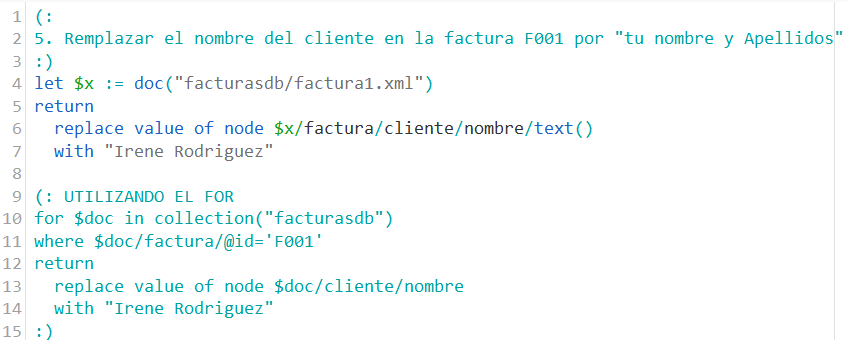 1 (:
2 5. Remplazar el nombre del cliente en la factura F001 por "tu nombre y Apellidos"
3 :)
4 let $x := doc("facturasdb/factura1.xml")
5 return
6   replace value of node $x/factura/cliente/nombre/text()
7   with "Irene Rodriguez"
8
9 (: UTILIZANDO EL FOR
10 for $doc in collection("facturasdb")
11 where $doc/factura/@id='F001'
12 return
13   replace value of node $doc/cliente/nombre
14   with "Irene Rodriguez"
15 :)